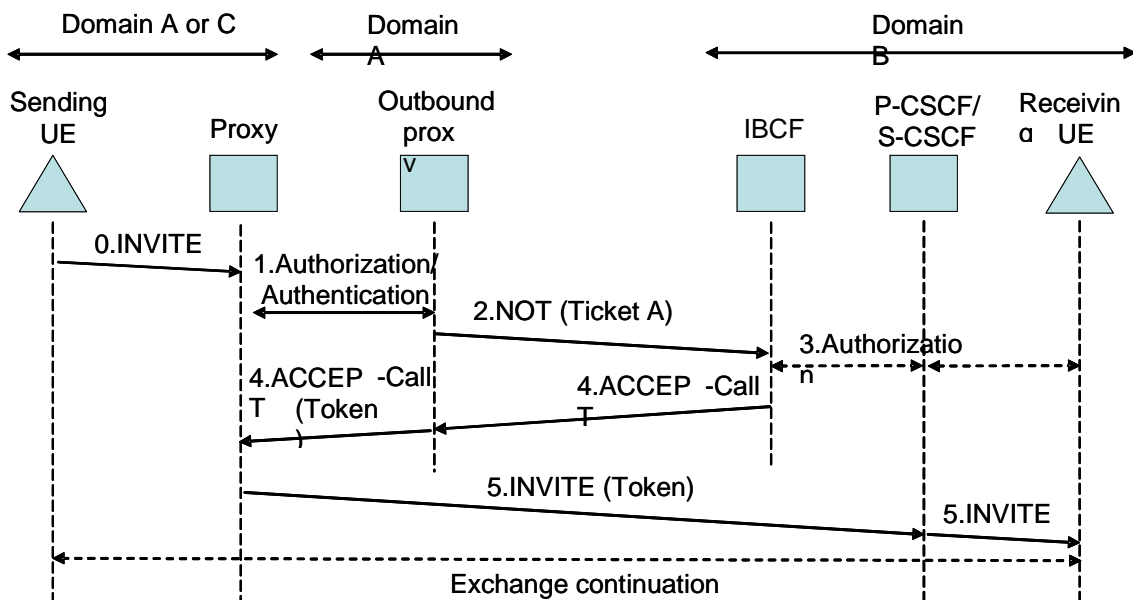 Domain A or C
Domain
A
Domain
B
Sending
UE
Proxy
Outbound
prox
y
IBCF
P-CSCF/
S-CSCF
Receivin
g UE
0.INVITE
1.Authorization/
Authentication
2.NOT (Ticket A)
3.Authorizatio
n
4.ACCEP -Call
T (Token
)
4.ACCEP -Call
T
5.INVITE (Token)
5.INVITE
Exchange continuation